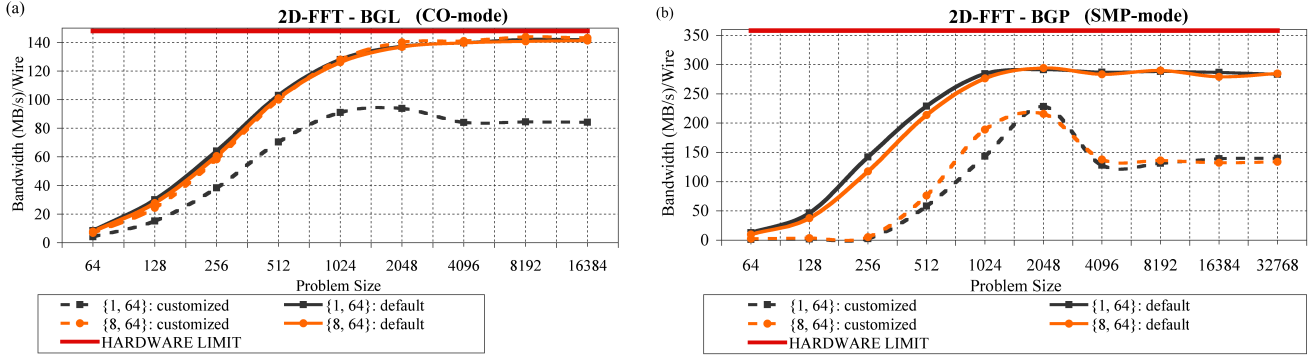 (a)
2D-FFT - BGL (CO-mode)
Bandwidth (MB/s)/Wire
140
120
100
80
60
40
20
0
64 128 256 512 1024 2048 4096 8192 16384
Problem Size
{1, 64}: customized {1, 64}: default
{8, 64}: customized {8, 64}: default
HARDWARE LIMIT
(b)
2D-FFT - BGP (SMP-mode)
Bandwidth (MB/s)/Wire
350
300
250
200
150
100
50
0
64 128 256 512 1024 2048 4096 8192 16384 32768
Problem Size
{1, 64}: customized {1, 64}: default
{8, 64}: customized {8, 64}: default
HARDWARE LIMIT